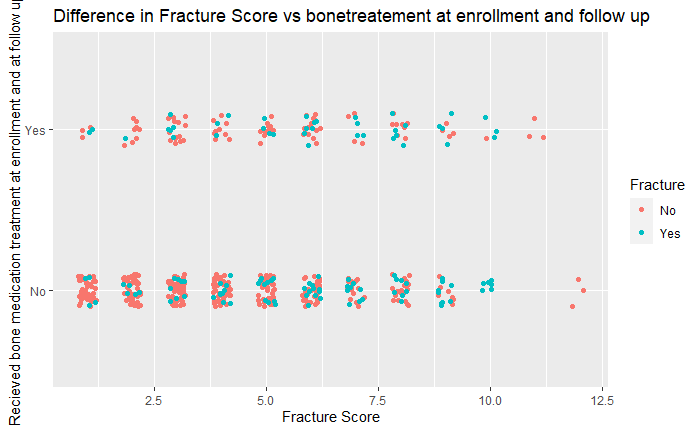 Difference in Fracture Score vs bonetreatement at enrollment and follow up
Recieved bone medication treatment at enrollment and at follow up
Yes
No
2.5
5.0
7.5
10.0
12.5
Fracture Score
Fracture
No
Yes